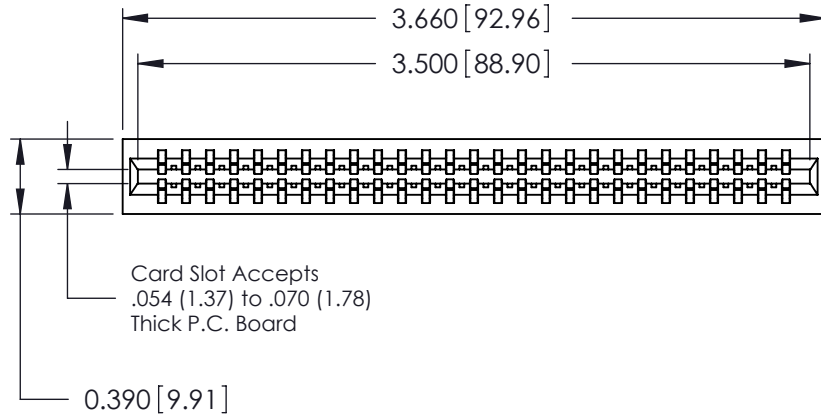 3.660 [92.96]
3.500 [88.90]
Card Slot Accepts
.054 (1.37) to .070 (1.78)
Thick P.C. Board
0.390 [9.91]